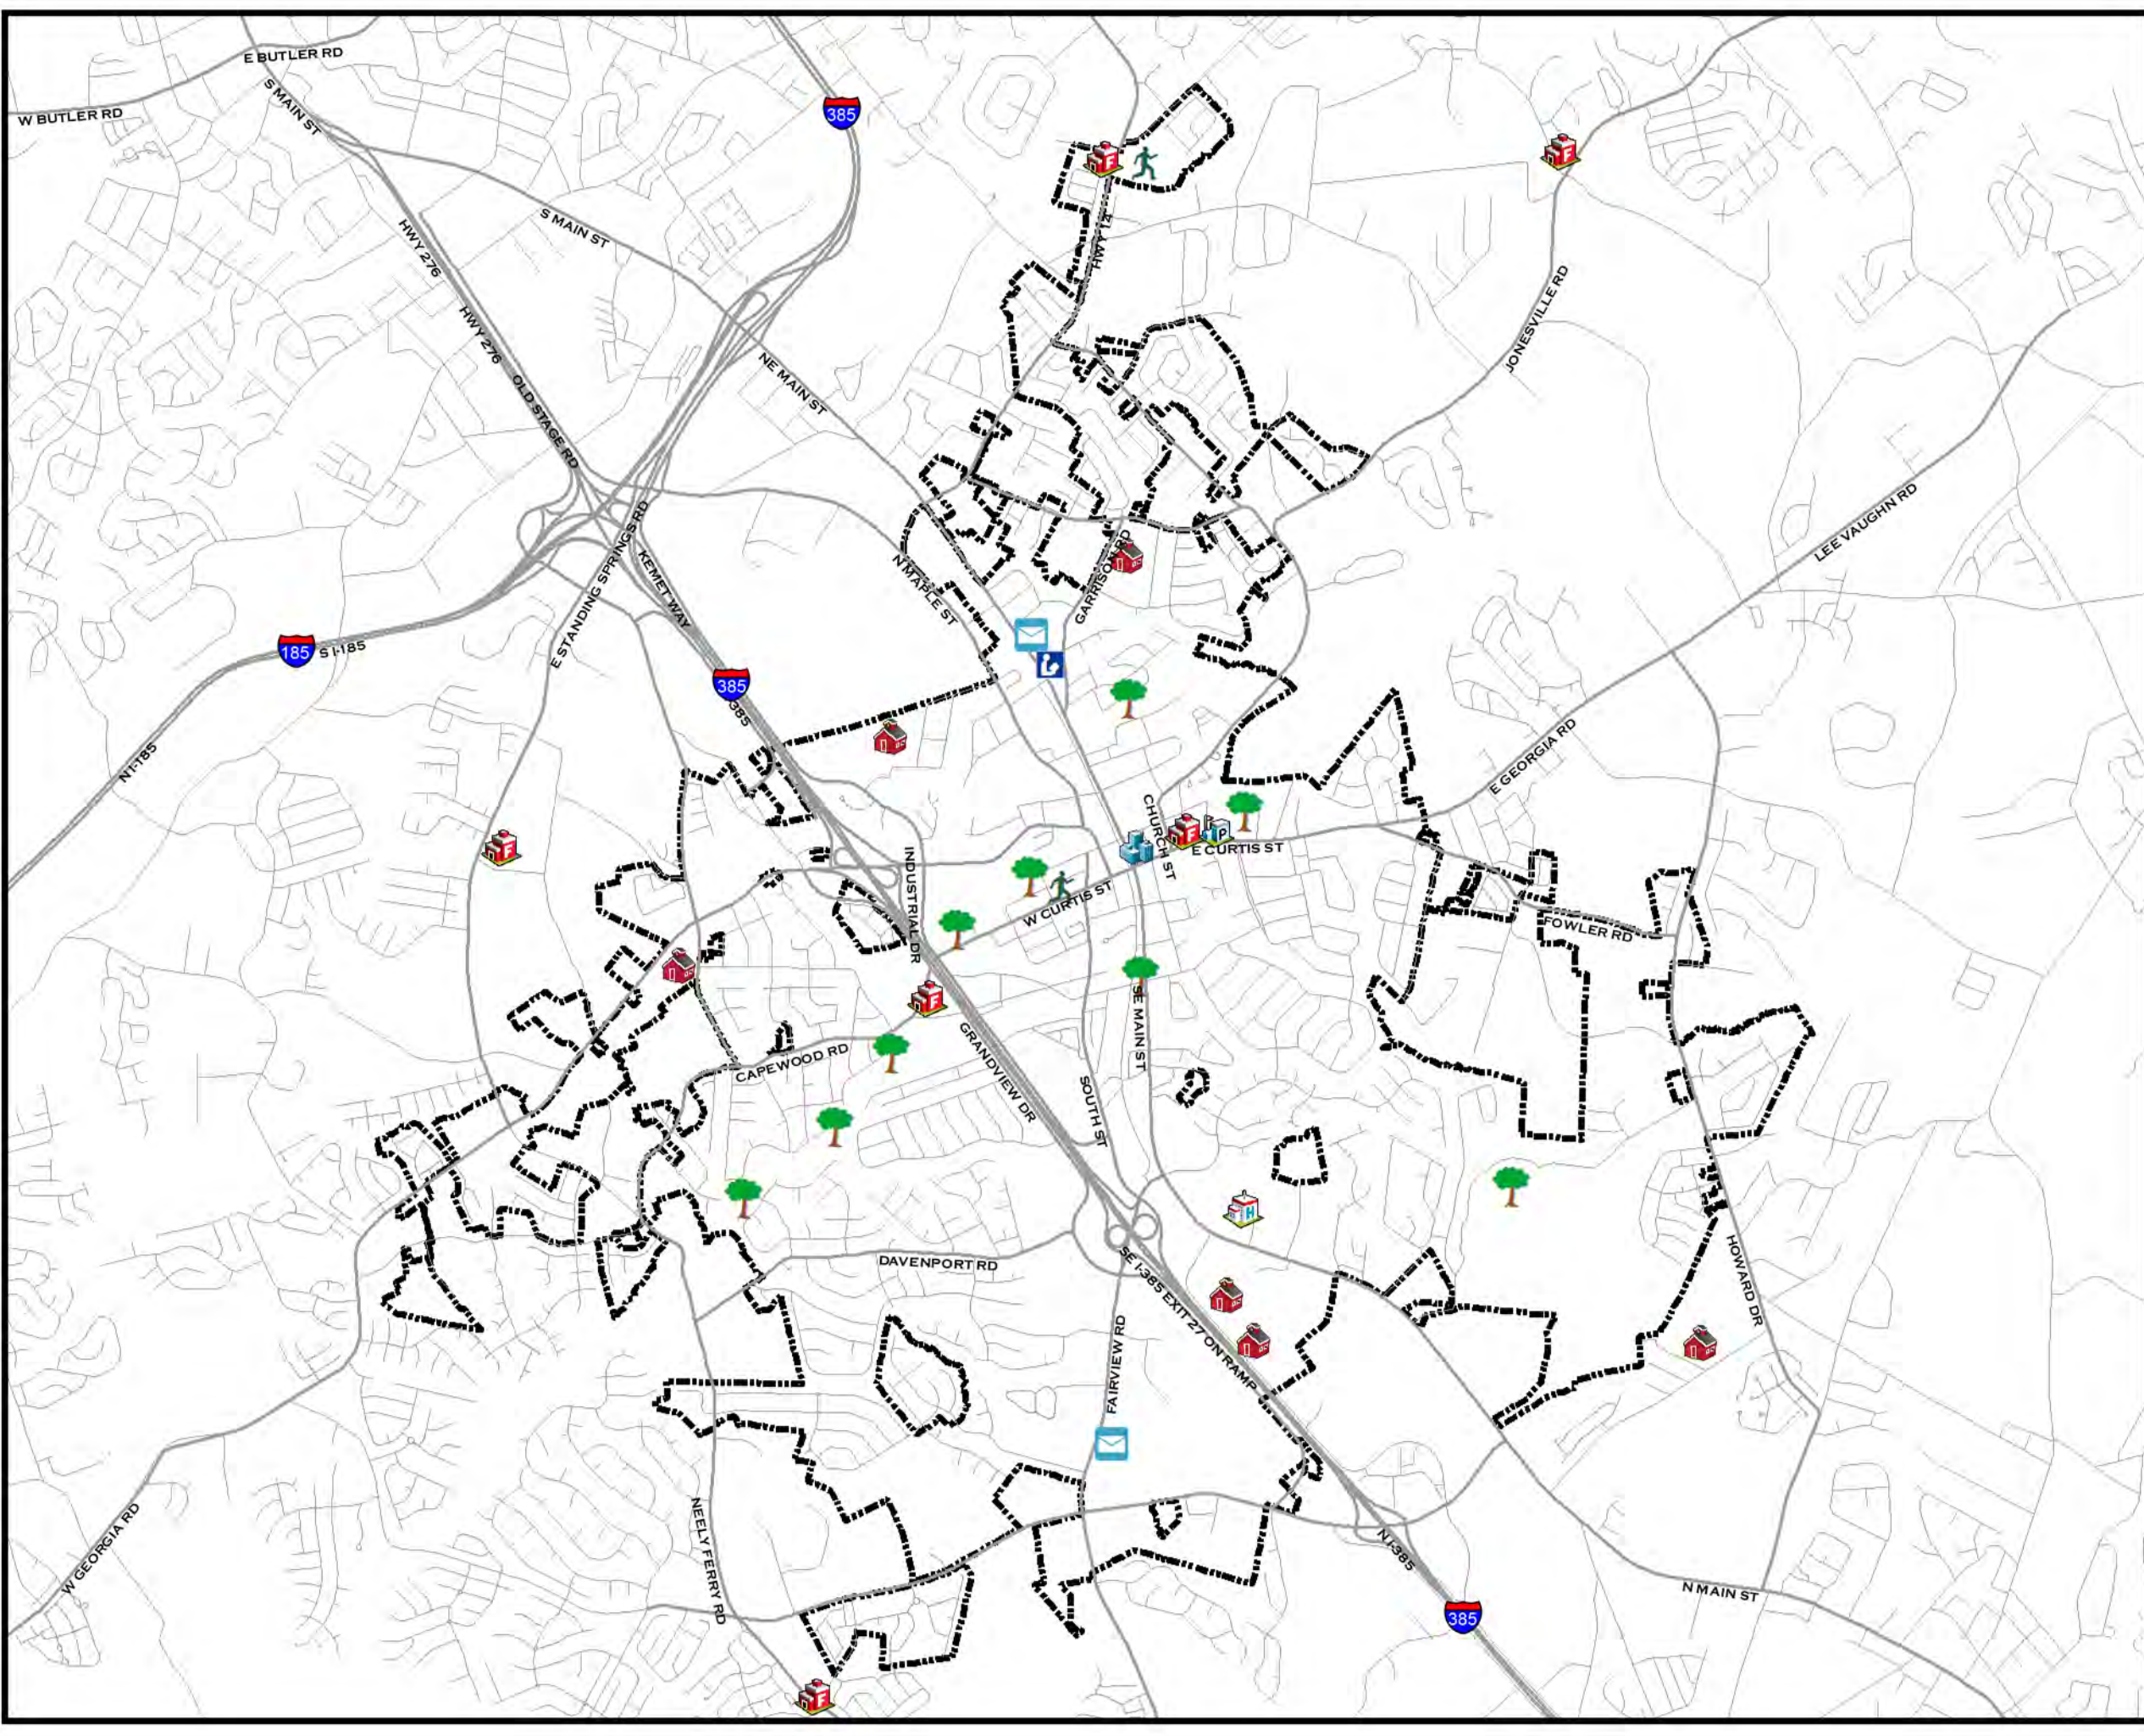 E BUTLER RD
S MAIN ST
W BUTLER RD
385
F
F
HWY 14
S MAIN ST
HWY 276
JONESVILLE RD
HWY 276
NE MAIN ST
OLD STAGE RD
LEE VAUGHN RD
E STANDING SPRINGS RD
KEMET WAY
N MAPLE ST
GARRISON RD
185
S I-185
385
N I-185
E GEORGIA RD
CHURCH ST
F
P
E CURTIS ST
F
INDUSTRIAL DR
W CURTIS ST
FOWLER RD
F
SE MAIN ST
GRANDVIEW DR
CAPEWOOD RD
SOUTH ST
H
HOWARD DR
DAVENPORT RD
SE I-385 EXIT 27 ON RAMP
FAIRVIEW RD
W GEORGIA RD
NEELY FERRY RD
N I-385
N MAIN ST
385
F